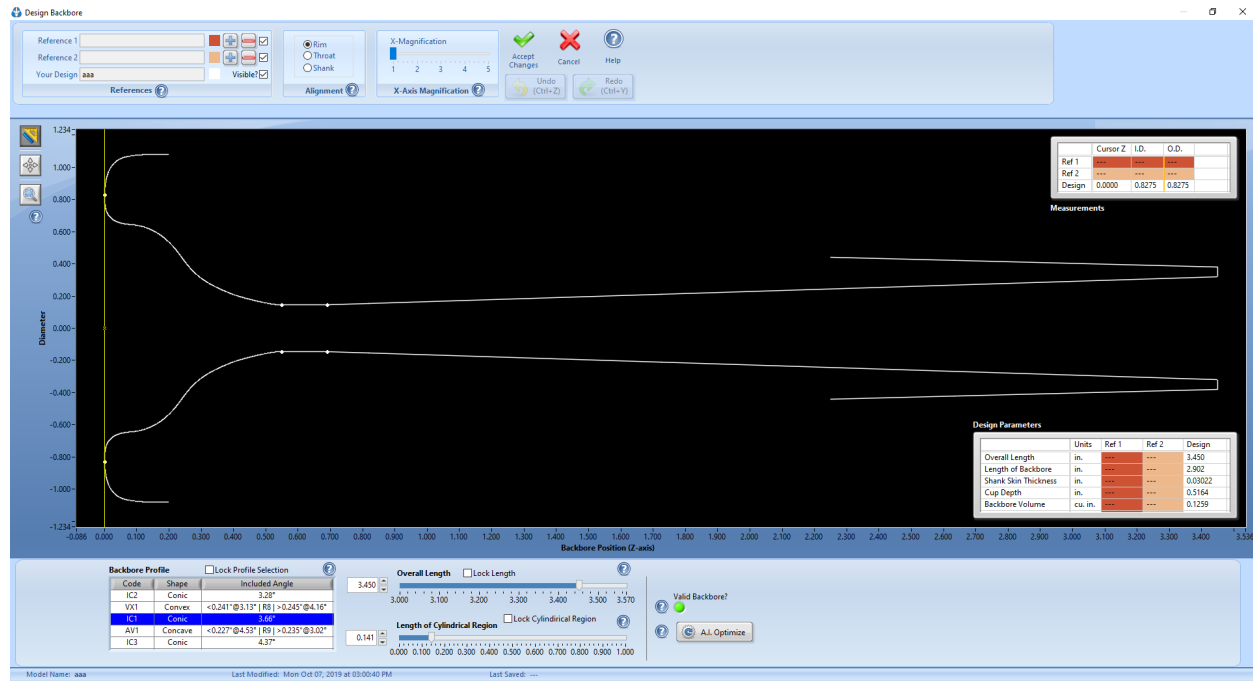 Design Backbore
Reference 1
Reference 2
Your Design aaa Visible?
References
Rim
Throat
Shank
Alignment
X-Magnification
1 2 3 4 5
X-Axis Magnification
Accept Changes
Cancel
Help
Undo (Ctrl+Z)
Redo (Ctrl+Y)
1.234
1.000
0.800
0.600
0.400
0.200
0.000
-0.200
-0.400
-0.600
-0.800
-1.000
-1.234
Diameter
Cursor Z I.D. O.D.
Ref 1 --- --- ---
Ref 2 --- --- ---
Design 0.0000 0.8275 0.8275
Measurements
Design Parameters
Units Ref 1 Ref 2 Design
Overall Length in. --- --- 3.450
Length of Backbore in. --- --- 2.902
Shank Skin Thickness in. --- --- 0.03022
Cup Depth in. --- --- 0.5164
Backbore Volume cu. in. --- --- 0.1259
-0.086 0.000 0.100 0.200 0.300 0.400 0.500 0.600 0.700 0.800 0.900 1.000 1.100 1.200 1.300 1.400 1.500 1.600 1.700 1.800 1.900 2.000 2.100 2.200 2.300 2.400 2.500 2.600 2.700 2.800 2.900 3.000 3.100 3.200 3.300 3.400 3.536
Backbore Position (Z-axis)
Backbore Profile Lock Profile Selection
Code Shape Included Angle
IC2 Conic 3.28°
VX1 Convex <0.241"@3.13° | R8 | >0.245"@4.16°
IC1 Conic 3.66°
AV1 Concave <0.227"@4.53° | R9 | >0.235"@3.02°
IC3 Conic 4.37°
3.450
Overall Length Lock Length
3.000 3.100 3.200 3.300 3.400 3.500 3.570
0.141
Length of Cylindrical Region Lock Cylindrical Region
0.000 0.100 0.200 0.300 0.400 0.500 0.600 0.700 0.800 0.900 1.000
Valid Backbore?
A.I. Optimize
Model Name: aaa Last Modified: Mon Oct 07, 2019 at 03:00:40 PM Last Saved: ---